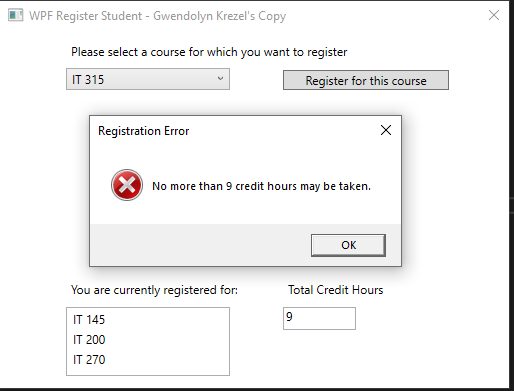 WPF Register Student - Gwendolyn Krezel's Copy
Please select a course for which you want to register
IT 315
Register for this course
Registration Error
No more than 9 credit hours may be taken.
OK
You are currently registered for:
Total Credit Hours
IT 145
9
IT 200
IT 270